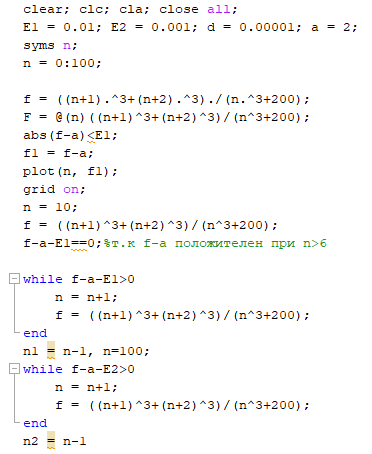 clear; clc; cla; close all;
E1 = 0.01; E2 = 0.001; d = 0.00001; a = 2;
syms n;
n = 0:100;
f = ((n+1).^3+(n+2).^3)./(n.^3+200);
F = @(n)((n+1)^3+(n+2)^3)/(n^3+200);
abs(f-a)<E1;
f1 = f-a;
plot(n, f1);
grid on;
n = 10;
f = ((n+1)^3+(n+2)^3)/(n^3+200);
f-a-E1==0;%т.к f-a положителен при n>6
while f-a-E1>0
n = n+1;
f = ((n+1)^3+(n+2)^3)/(n^3+200);
end
n1 = n-1, n=100;
while f-a-E2>0
n = n+1;
f = ((n+1)^3+(n+2)^3)/(n^3+200);
end
n2 = n-1